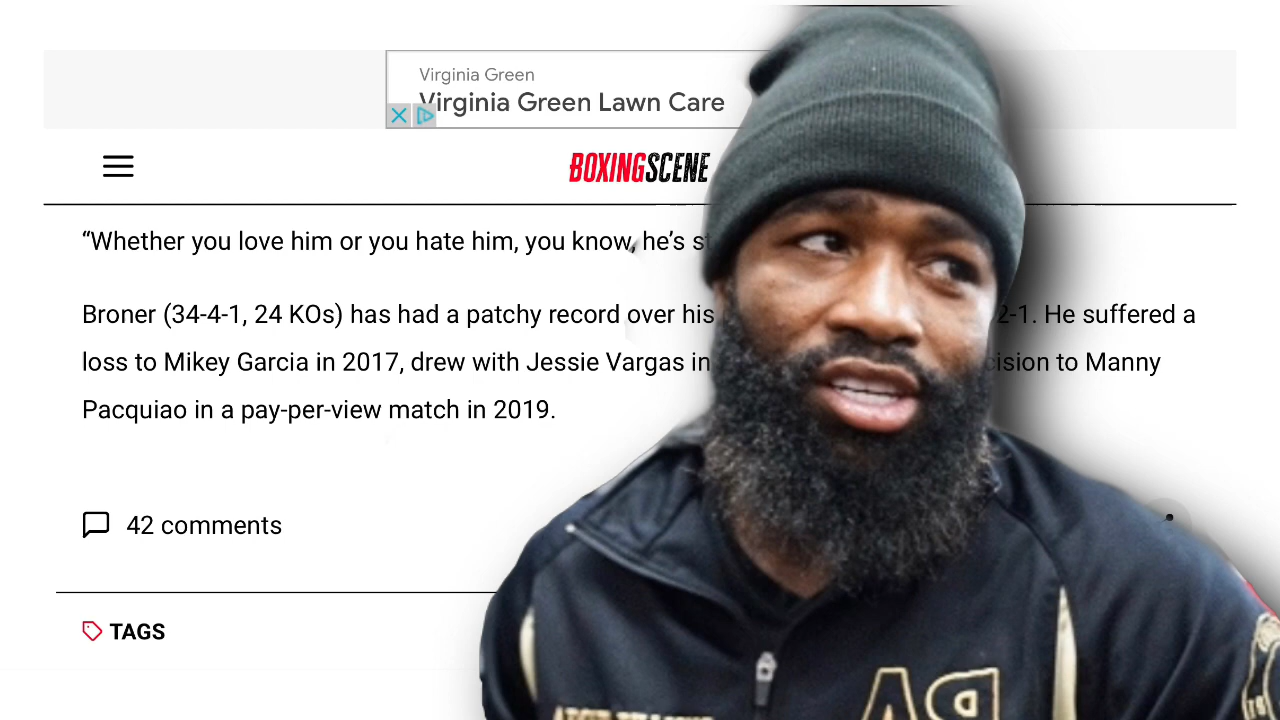 Virginia Green
Virginia Green Lawn Care
BOXINGSCENE
“Whether you love him or you hate him, you know, he’s
Broner (34-4-1, 24 KOs) has had a patchy record over his 2-1. He suffered a
loss to Mikey Garcia in 2017, drew with Jessie Vargas in to Manny
Pacquiao in a pay-per-view match in 2019.
42 comments
TAGS